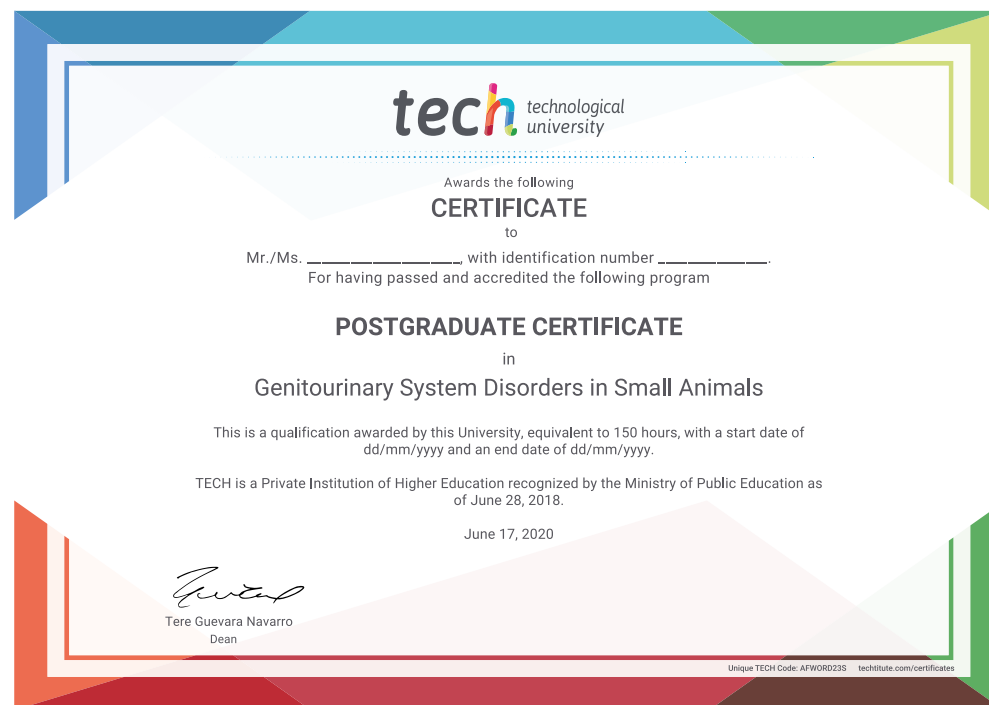 tech technological
university
Awards the following
CERTIFICATE
to
Mr./Ms. ____________________, with identification number ______________.
For having passed and accredited the following program
POSTGRADUATE CERTIFICATE
in
Genitourinary System Disorders in Small Animals
This is a qualification awarded by this University, equivalent to 150 hours, with a start date of
dd/mm/yyyy and an end date of dd/mm/yyyy.
TECH is a Private Institution of Higher Education recognized by the Ministry of Public Education as
of June 28, 2018.
June 17, 2020
Tere Guevara Navarro
Dean
Unique TECH Code: AFWORD23S techtitute.com/certificates